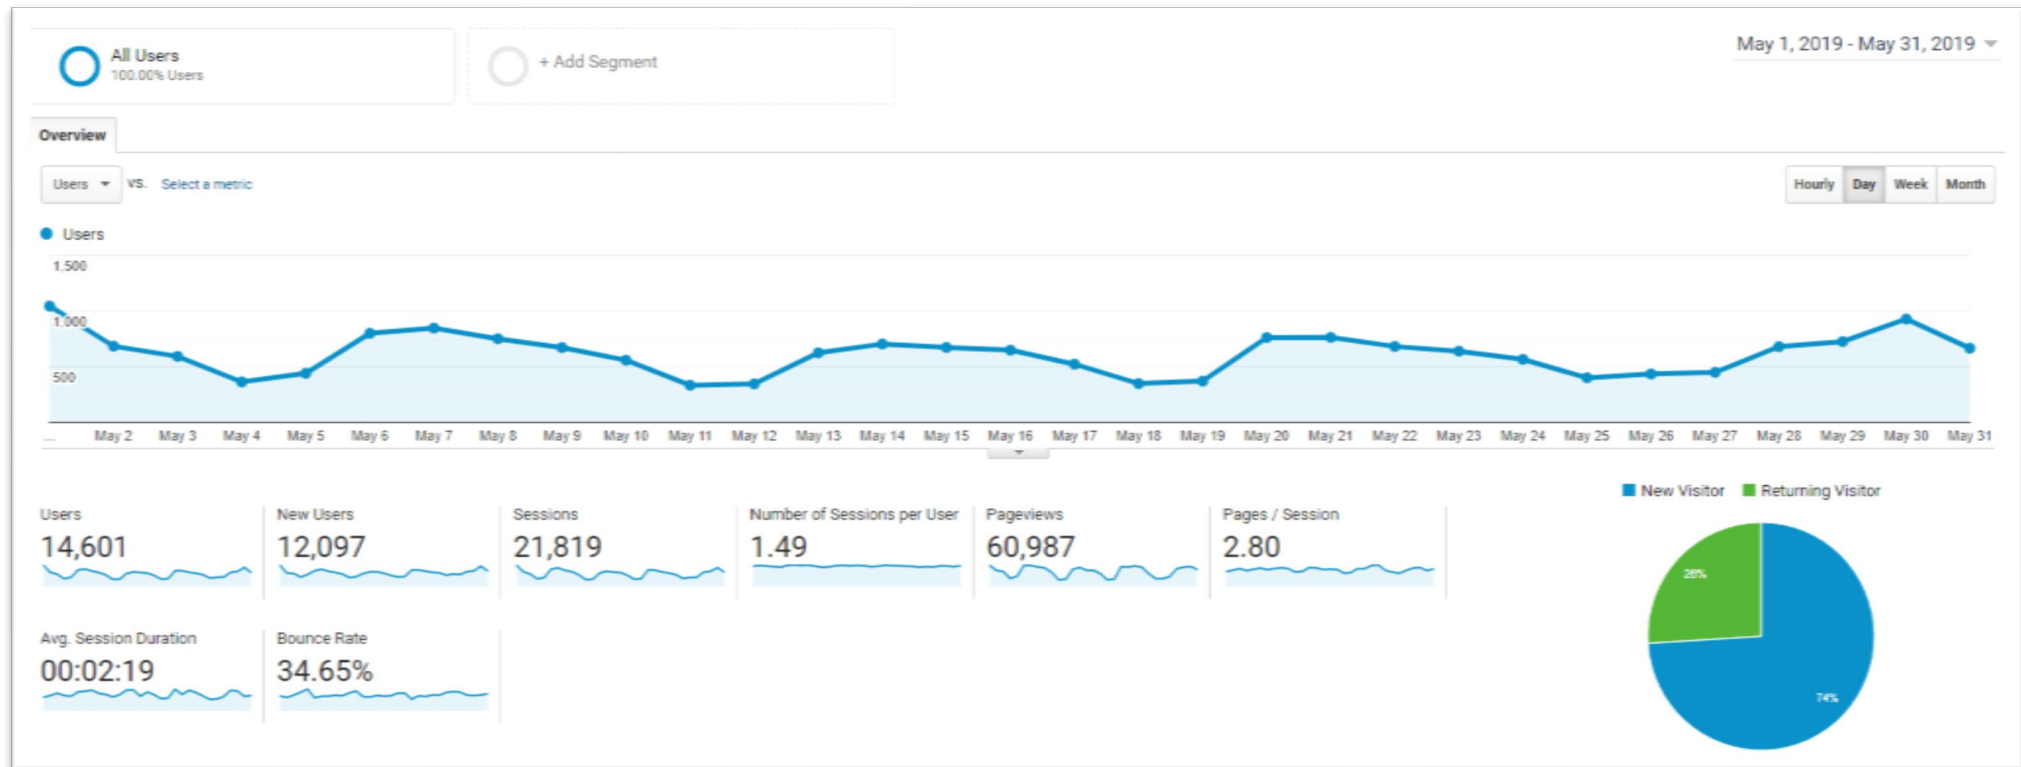 All Users
100.00% Users
+ Add Segment
May 1, 2019 - May 31, 2019
Overview
Users
VS.
Select a metric
Hourly Day Week Month
Users
1,500
1,000
500
... May 2 May 3 May 4 May 5 May 6 May 7 May 8 May 9 May 10 May 11 May 12 May 13 May 14 May 15 May 16 May 17 May 18 May 19 May 20 May 21 May 22 May 23 May 24 May 25 May 26 May 27 May 28 May 29 May 30 May 31
New Visitor Returning Visitor
Users
14,601
New Users
12,097
Sessions
21,819
Number of Sessions per User
1.49
Pageviews
60,987
Pages / Session
2.80
Avg. Session Duration
00:02:19
Bounce Rate
34.65%
26%
74%